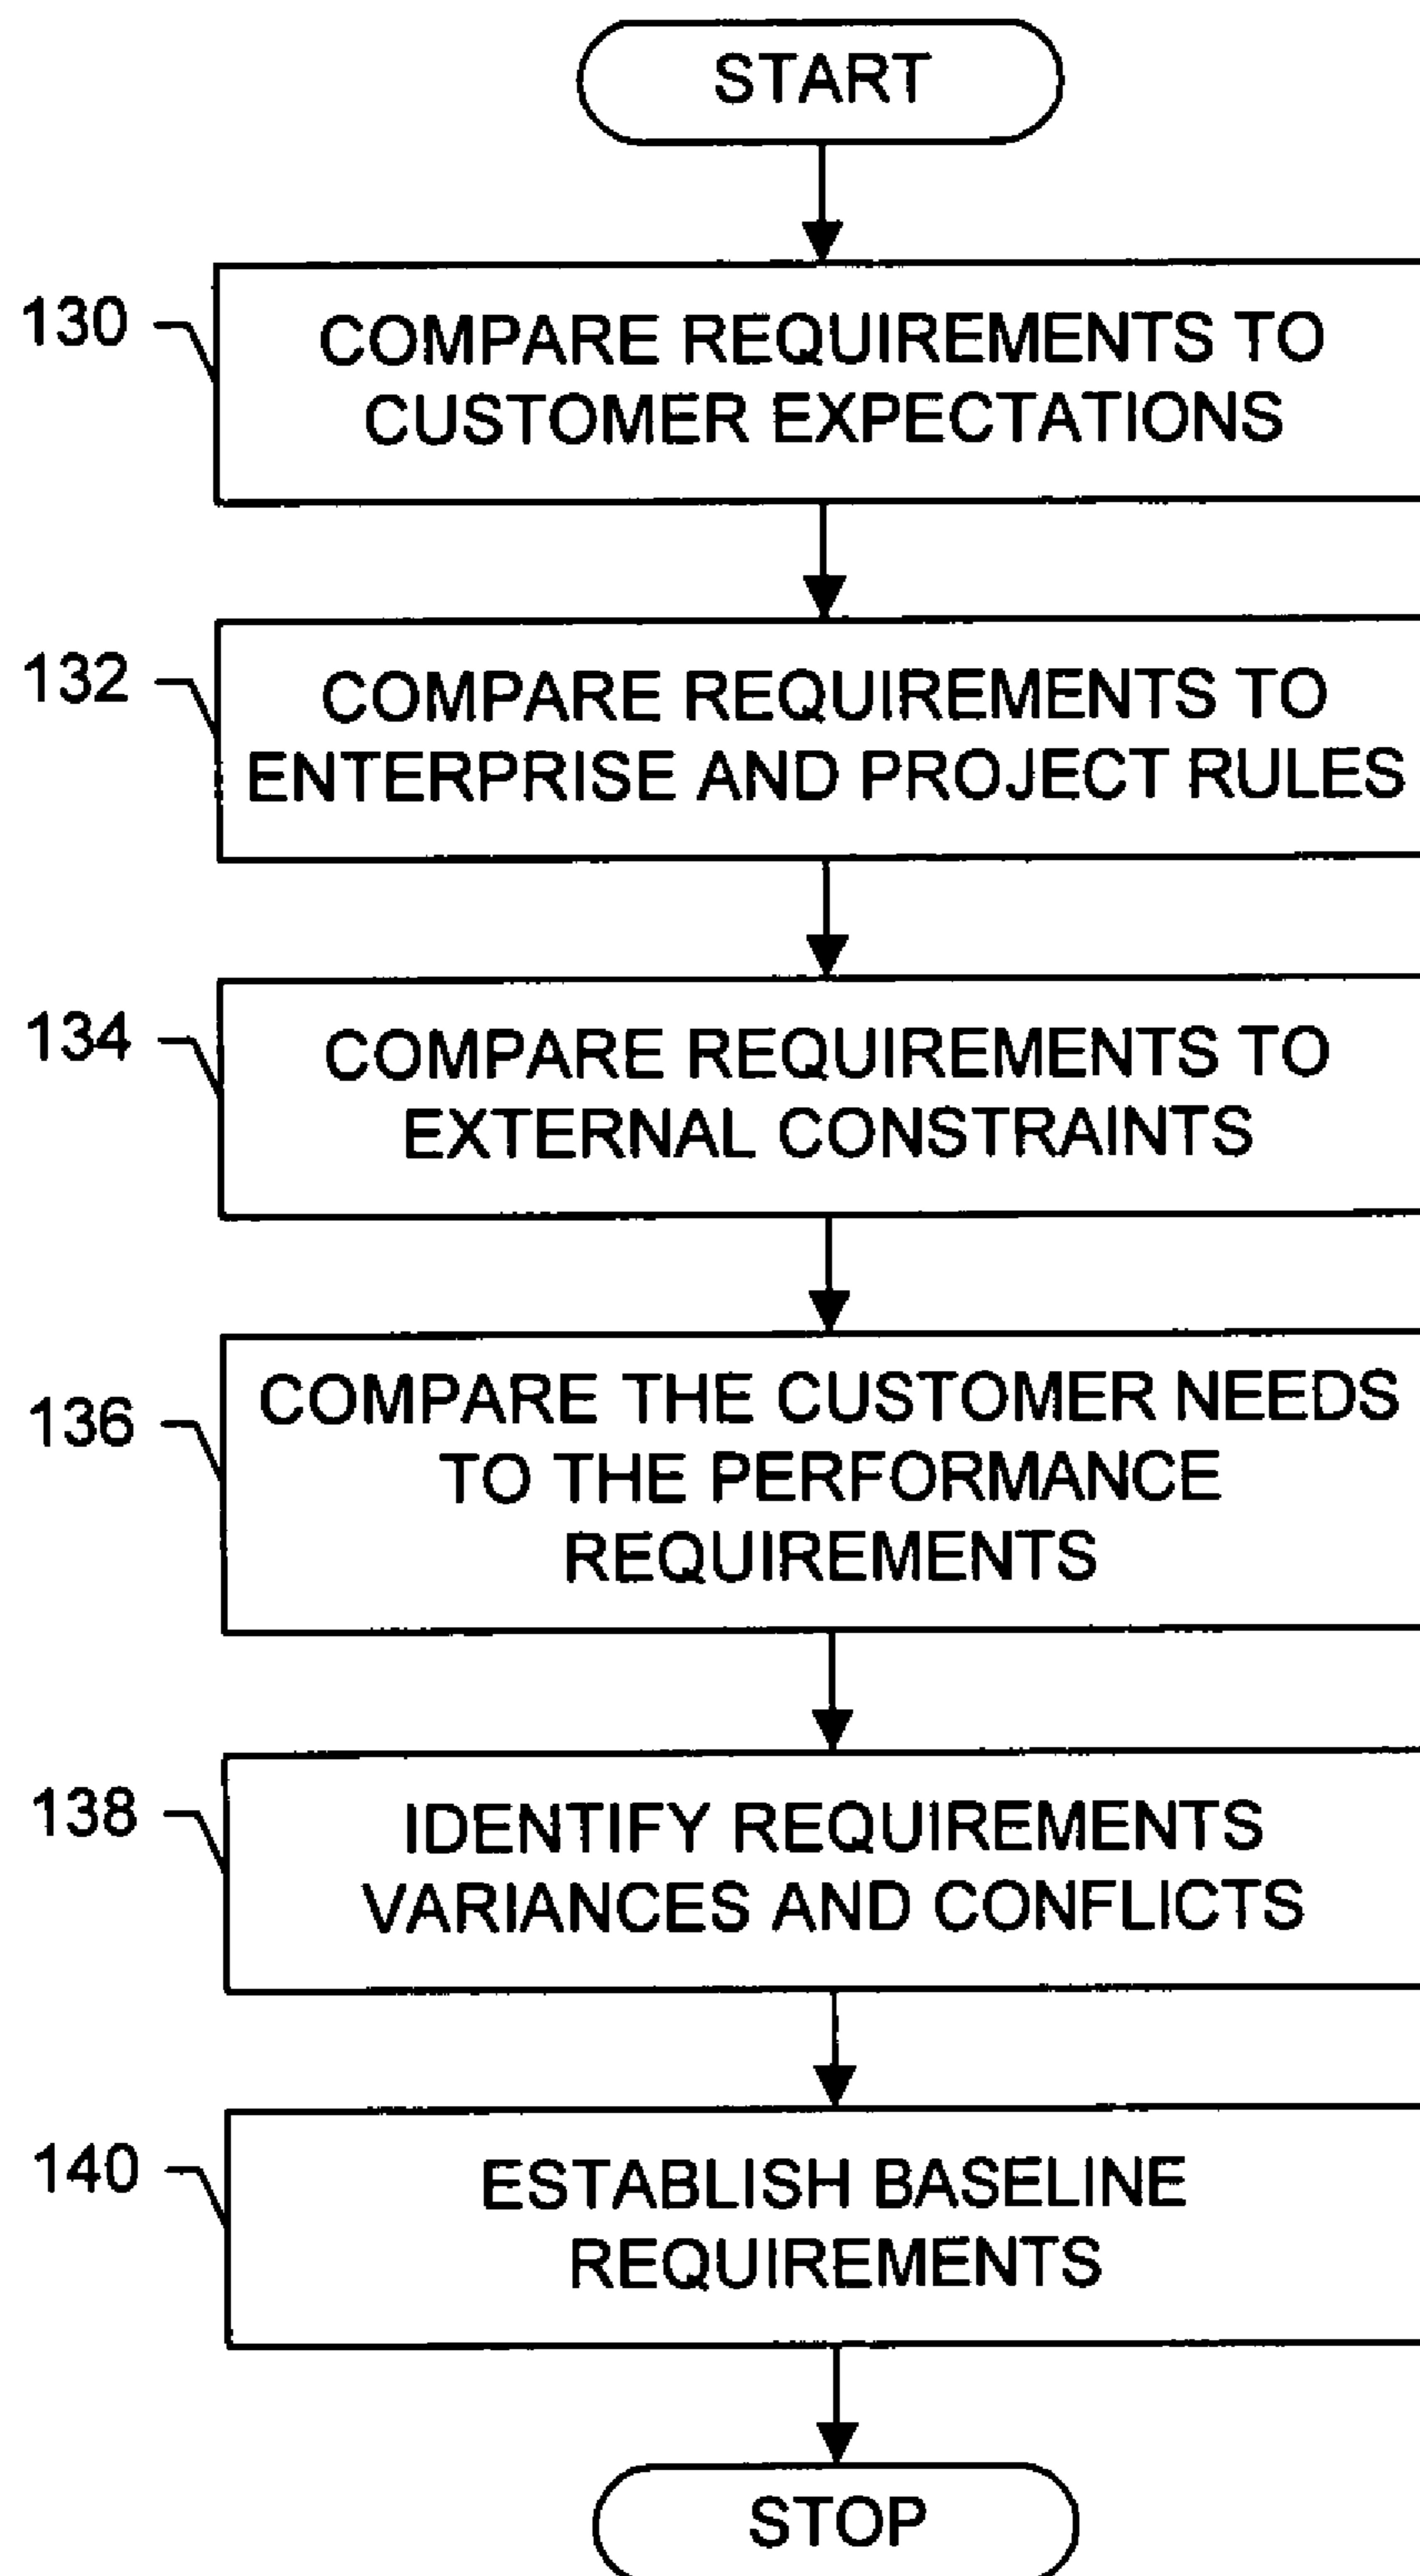 START
130
COMPARE REQUIREMENTS TO
CUSTOMER EXPECTATIONS
132
COMPARE REQUIREMENTS TO
ENTERPRISE AND PROJECT RULES
134
COMPARE REQUIREMENTS TO
EXTERNAL CONSTRAINTS
136
COMPARE THE CUSTOMER NEEDS
TO THE PERFORMANCE
REQUIREMENTS
138
IDENTIFY REQUIREMENTS
VARIANCES AND CONFLICTS
140
ESTABLISH BASELINE
REQUIREMENTS
STOP